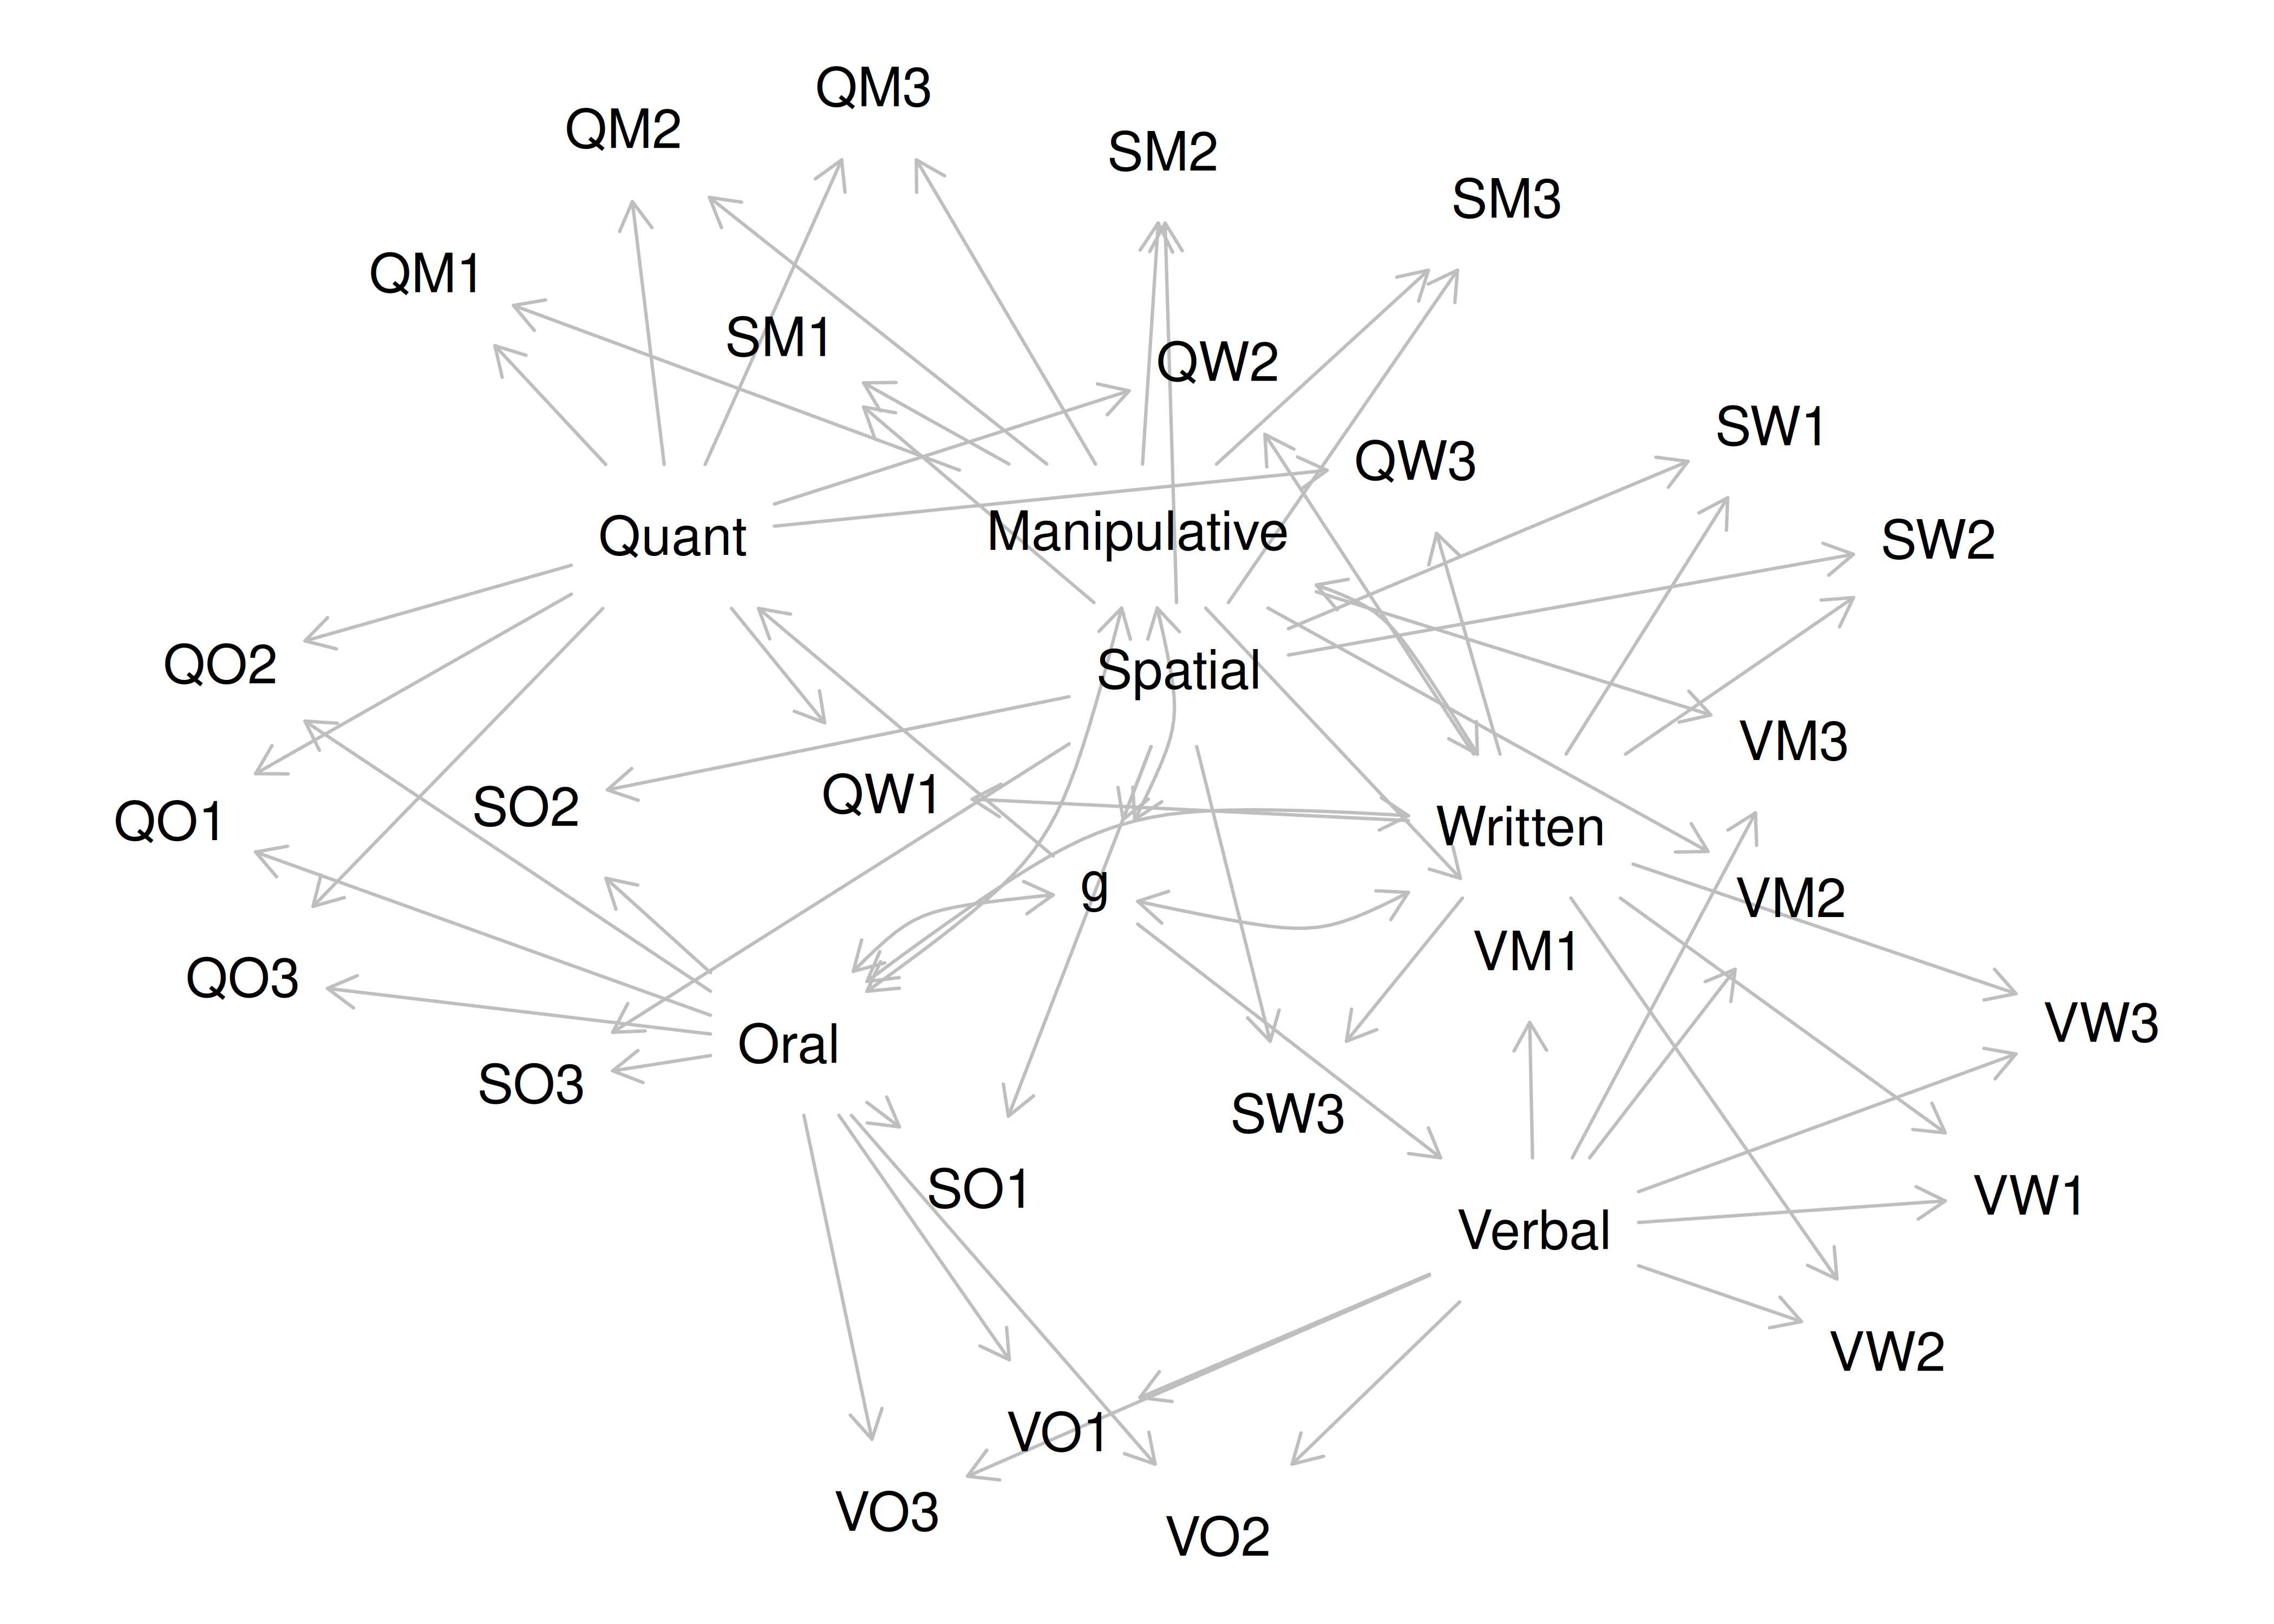 QM3
QM2
SM2
SM3
QM1
SM1
QW2
SW1
QW3
Quant
Manipulative
SW2
QO2
Spatial
VM3
QW1
SO2
QO1
Written
g
VM2
VM1
QO3
VW3
Oral
SO3
SW3
SO1
VW1
Verbal
VW2
VO1
VO3
VO2